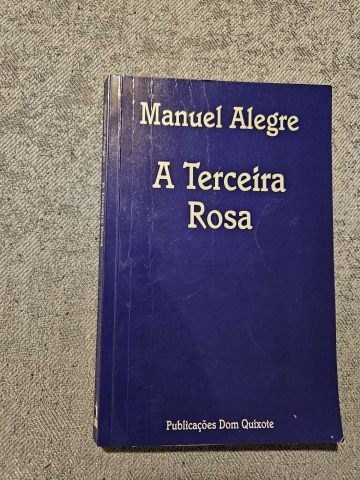 Manuel Alegre
A Terceira
Rosa
Publicações Dom Quixote